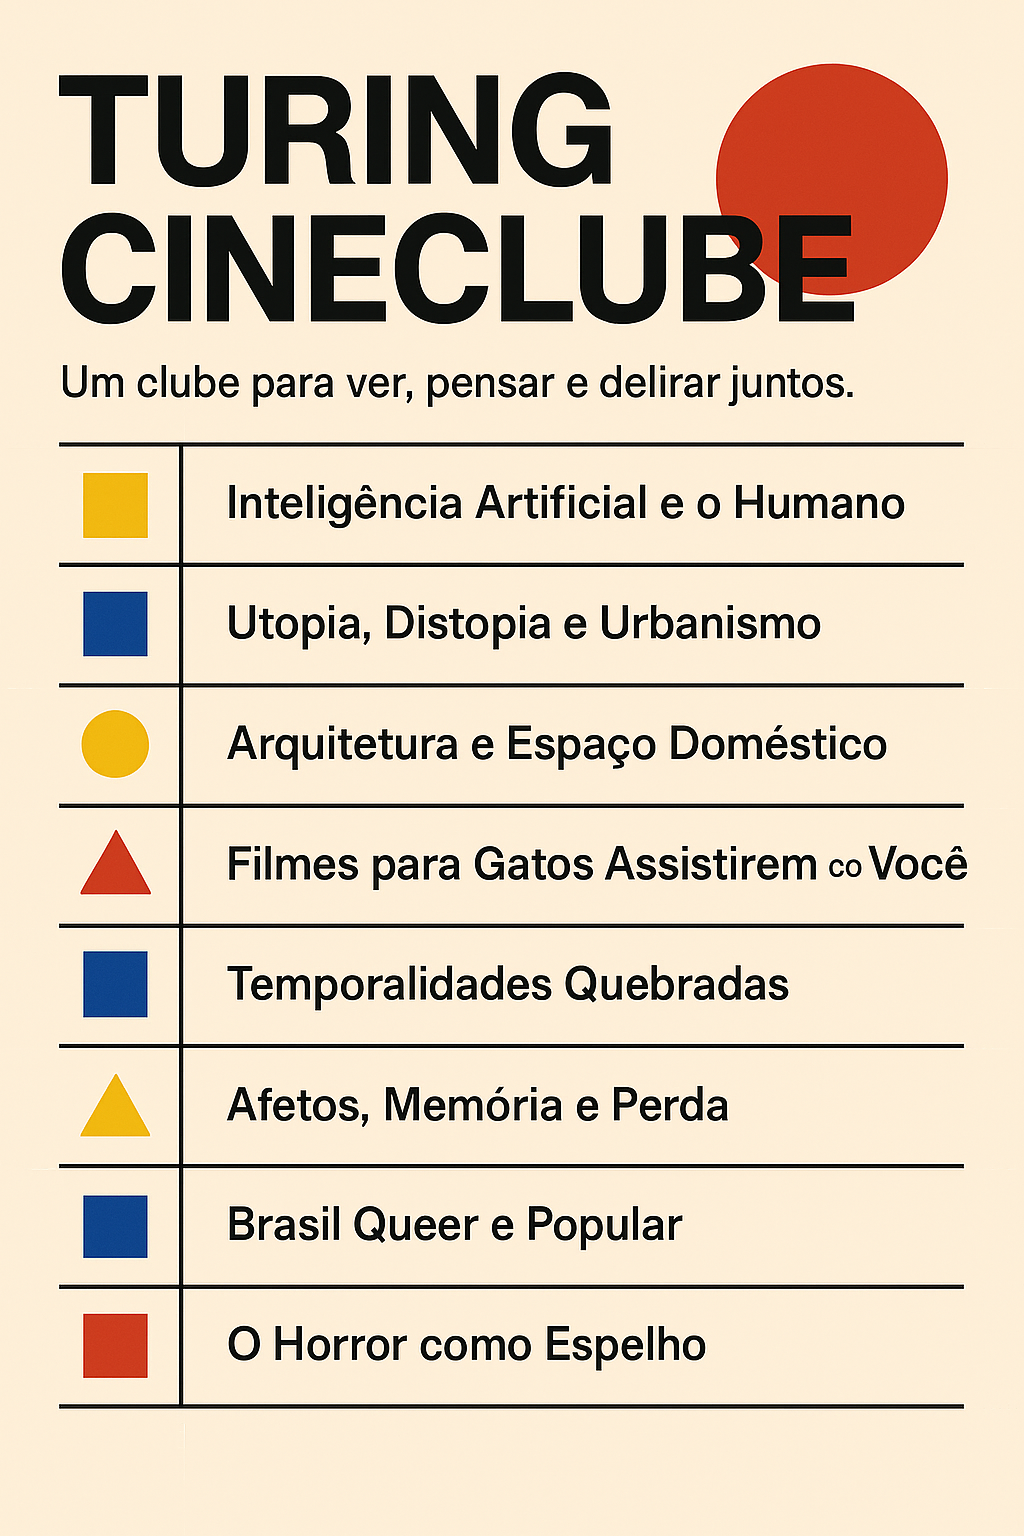 TURING
CINECLUBE
Um clube para ver, pensar e delirar juntos.
Inteligência Artificial e o Humano
Utopia, Distopia e Urbanismo
Arquitetura e Espaço Doméstico
Filmes para Gatos Assistirem co Você
Temporalidades Quebradas
Afetos, Memória e Perda
Brasil Queer e Popular
O Horror como Espelho